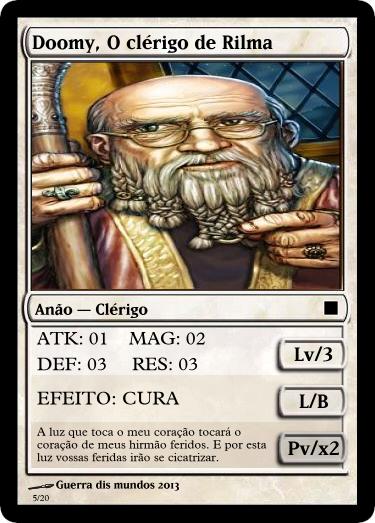 Doomy, O clérigo de Rilma
Anão — Clérigo
ATK: 01 MAG: 02
DEF: 03 RES: 03
Lv/3
EFEITO: CURA
L/B
A luz que toca o meu coração tocará o
coração de meus hirmão feridos. E por esta
luz vossas feridas irão se cicatrizar.
Pv/x2
Guerra dis mundos 2013
5/20